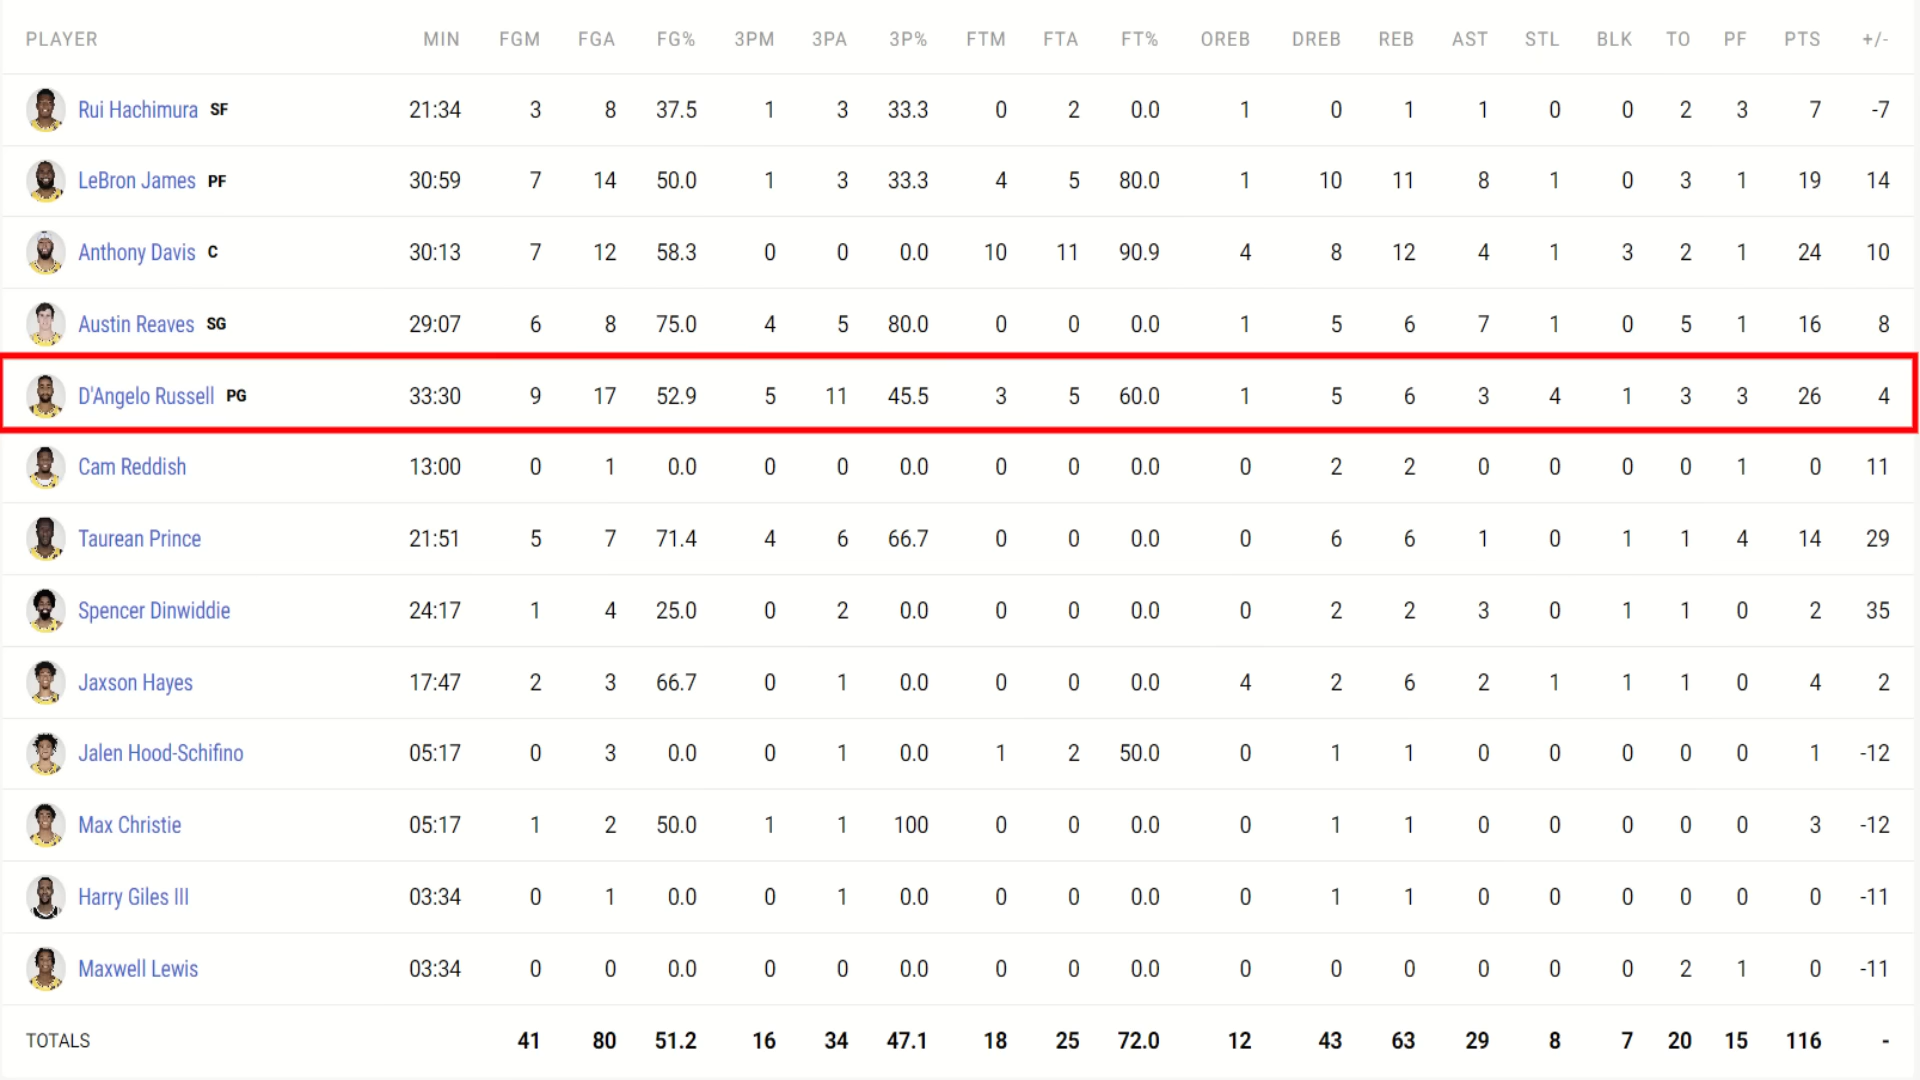 PLAYER MIN FGM FGA FG% 3PM 3PA 3P% FTM FTA FT% OREB DREB REB AST STL BLK TO PF PTS +/-
Rui Hachimura SF 21:34 3 8 37.5 1 3 33.3 0 2 0.0 1 0 1 1 0 0 2 3 7 -7
LeBron James PF 30:59 7 14 50.0 1 3 33.3 4 5 80.0 1 10 11 8 1 0 3 1 19 14
Anthony Davis C 30:13 7 12 58.3 0 0 0.0 10 11 90.9 4 8 12 4 1 3 2 1 24 10
Austin Reaves SG 29:07 6 8 75.0 4 5 80.0 0 0 0.0 1 5 6 7 1 0 5 1 16 8
D'Angelo Russell PG 33:30 9 17 52.9 5 11 45.5 3 5 60.0 1 5 6 3 4 1 3 3 26 4
Cam Reddish 13:00 0 1 0.0 0 0 0.0 0 0 0.0 0 2 2 0 0 0 0 1 0 11
Taurean Prince 21:51 5 7 71.4 4 6 66.7 0 0 0.0 0 6 6 1 0 1 1 4 14 29
Spencer Dinwiddie 24:17 1 4 25.0 0 2 0.0 0 0 0.0 0 2 2 3 0 1 1 0 2 35
Jaxson Hayes 17:47 2 3 66.7 0 1 0.0 0 0 0.0 4 2 6 2 1 1 1 0 4 2
Jalen Hood-Schifino 05:17 0 3 0.0 0 1 0.0 1 2 50.0 0 1 1 0 0 0 0 0 1 -12
Max Christie 05:17 1 2 50.0 1 1 100 0 0 0.0 0 1 1 0 0 0 0 0 3 -12
Harry Giles III 03:34 0 1 0.0 0 1 0.0 0 0 0.0 0 1 1 0 0 0 0 0 0 -11
Maxwell Lewis 03:34 0 0 0.0 0 0 0.0 0 0 0.0 0 0 0 0 0 0 2 1 0 -11
TOTALS 41 80 51.2 16 34 47.1 18 25 72.0 12 43 63 29 8 7 20 15 116 -